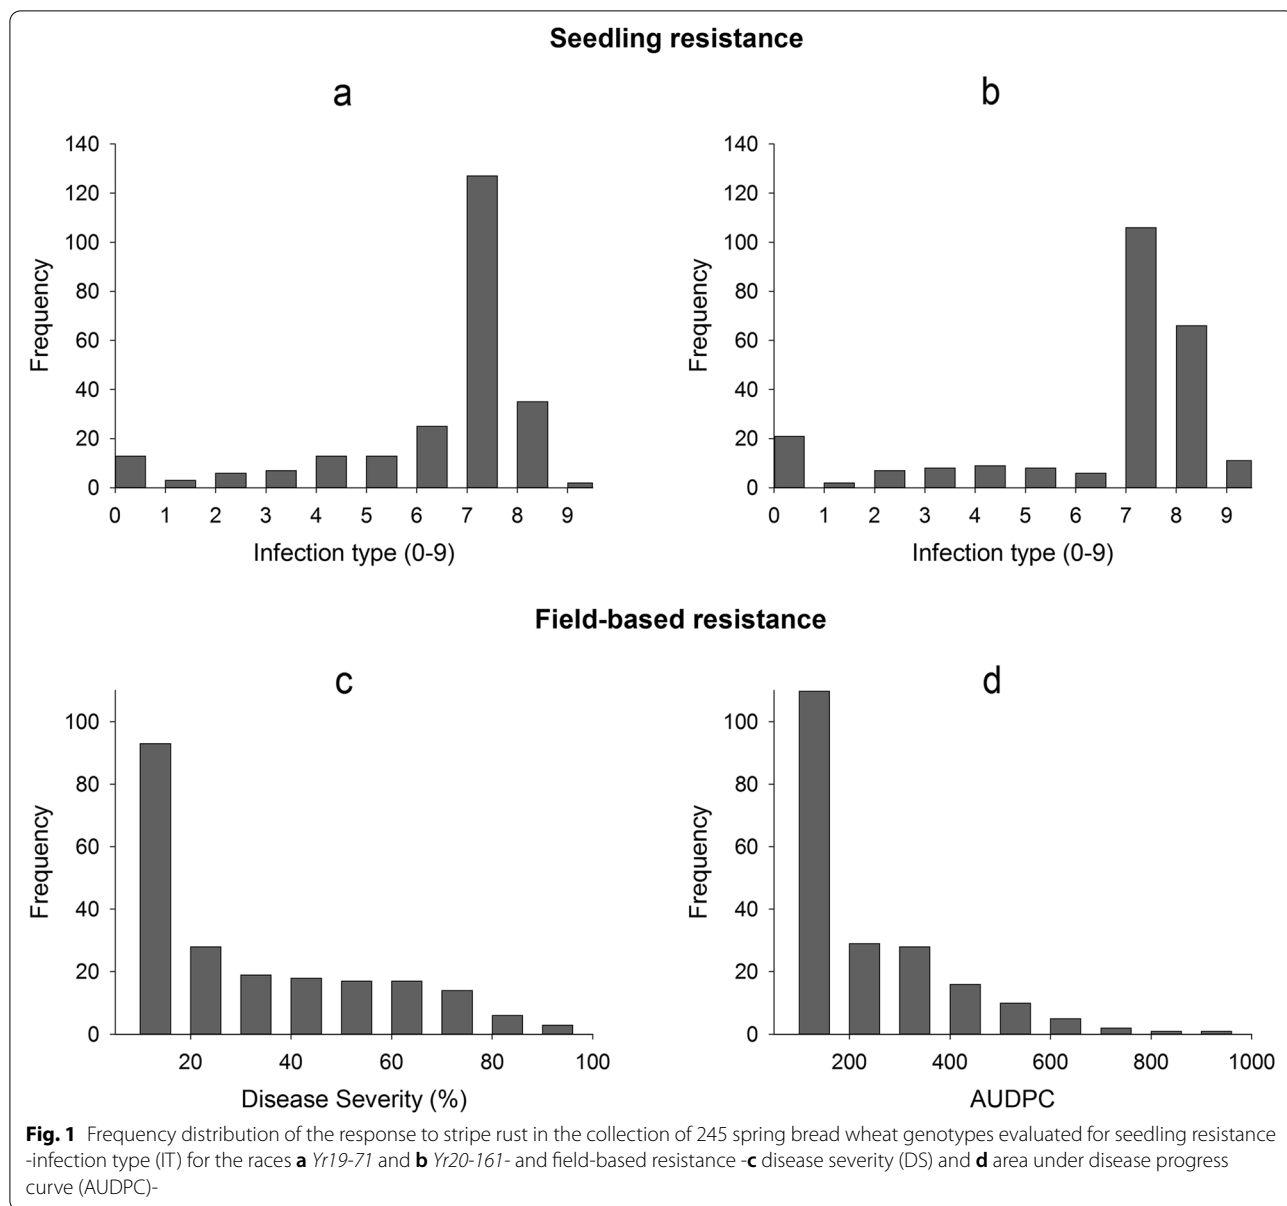 Seedling resistance
a
140
120
100
80
60
40
20
0
Frequency
0 1 2 3 4 5 6 7 8 9
Infection type (0-9)
b
140
120
100
80
60
40
20
0
Frequency
0 1 2 3 4 5 6 7 8 9
Infection type (0-9)
Field-based resistance
c
100
80
60
40
20
0
Frequency
20 40 60 80 100
Disease Severity (%)
d
100
80
60
40
20
0
Frequency
200 400 600 800 1000
AUDPC
Fig. 1 Frequency distribution of the response to stripe rust in the collection of 245 spring bread wheat genotypes evaluated for seedling resistance
-infection type (IT) for the races a Yr19-71 and b Yr20-161- and field-based resistance -c disease severity (DS) and d area under disease progress
curve (AUDPC)-